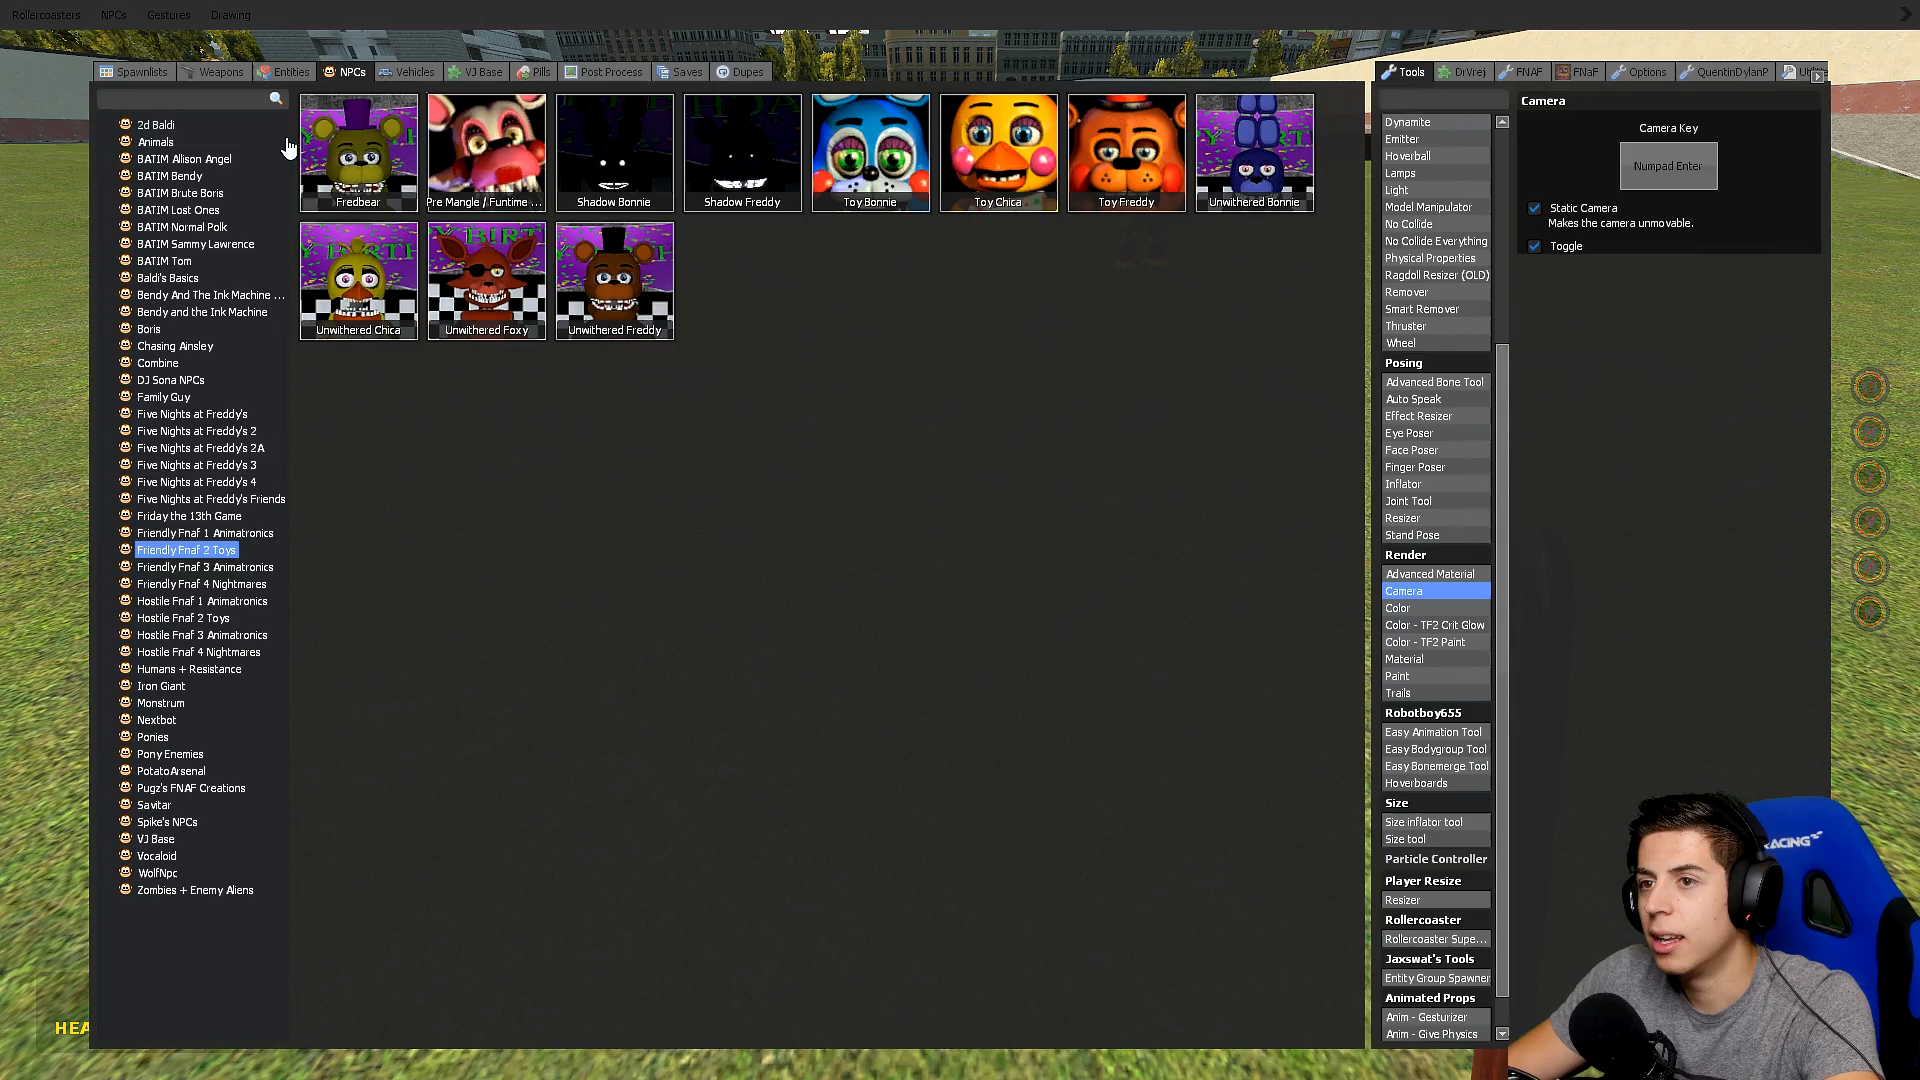 Rollercoasters NPCs Gestures Drawing
Spawnlists Weapons Entities NPCs Vehicles VJ Base Pills Post Process Saves Dupes
2d Baldi
Animals
BATIM Allison Angel
BATIM Bendy
BATIM Brute Boris
BATIM Lost Ones
BATIM Normal Polk
BATIM Sammy Lawrence
BATIM Tom
Baldi's Basics
Bendy And The Ink Machine ...
Bendy and the Ink Machine
Boris
Chasing Ainsley
Combine
DJ Sona NPCs
Family Guy
Five Nights at Freddy's
Five Nights at Freddy's 2
Five Nights at Freddy's 2A
Five Nights at Freddy's 3
Five Nights at Freddy's 4
Five Nights at Freddy's Friends
Friday the 13th Game
Friendly Fnaf 1 Animatronics
Friendly Fnaf 2 Toys
Friendly Fnaf 3 Animatronics
Friendly Fnaf 4 Nightmares
Hostile Fnaf 1 Animatronics
Hostile Fnaf 2 Toys
Hostile Fnaf 3 Animatronics
Hostile Fnaf 4 Nightmares
Humans + Resistance
Iron Giant
Monstrum
Nextbot
Ponies
Pony Enemies
PotatoArsenal
Pugz's FNAF Creations
Savitar
Spike's NPCs
VJ Base
Vocaloid
WolfNpc
Zombies + Enemy Aliens
Fredbear
Pre Mangle / Funtime ...
Shadow Bonnie
Shadow Freddy
Toy Bonnie
Toy Chica
Toy Freddy
Unwithered Bonnie
Unwithered Chica
Unwithered Foxy
Unwithered Freddy
Tools DrVrej FNAF FNaF Options QuentinDylanP
Dynamite
Emitter
Hoverball
Lamps
Light
Model Manipulator
No Collide
No Collide Everything
Physical Properties
Ragdoll Resizer (OLD)
Remover
Smart Remover
Thruster
Wheel
Posing
Advanced Bone Tool
Auto Speak
Effect Resizer
Eye Poser
Face Poser
Finger Poser
Inflator
Joint Tool
Resizer
Stand Pose
Render
Advanced Material
Camera
Color
Color - TF2 Crit Glow
Color - TF2 Paint
Material
Paint
Trails
Robotboy655
Easy Animation Tool
Easy Bodygroup Tool
Easy Bonemerge Tool
Hoverboards
Size
Size inflator tool
Size tool
Particle Controller
Player Resize
Resizer
Rollercoaster
Rollercoaster Supe...
Jaxswat's Tools
Entity Group Spawner
Animated Props
Anim - Gesturizer
Anim - Give Physics
Camera
Camera Key
Numpad Enter
Static Camera
Makes the camera unmovable.
Toggle
HEA
RACING